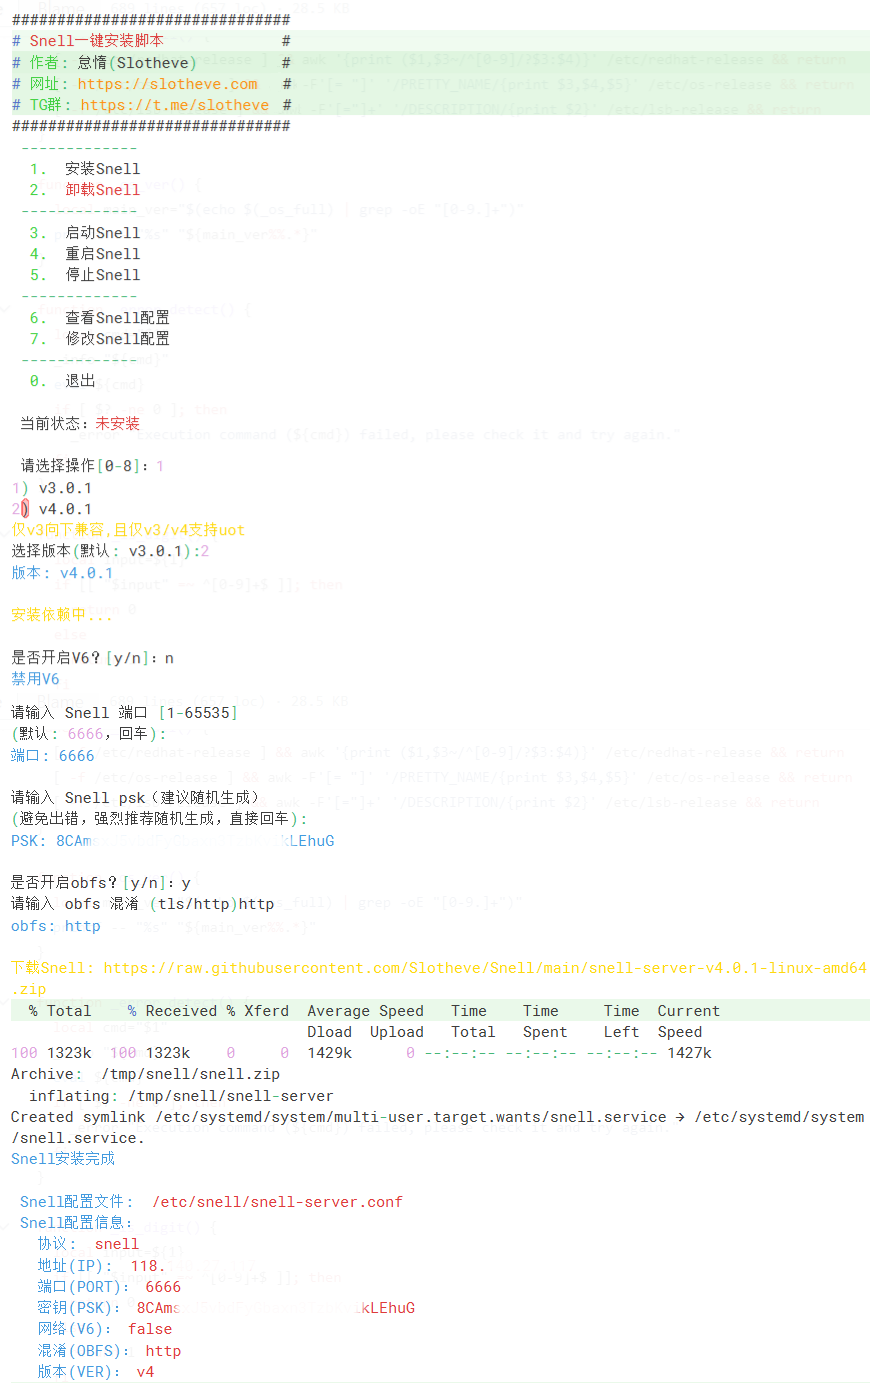 ###############################
# Snell一键安装脚本 #
# 作者: 怠惰(Slotheve) #
# 网址: https://slotheve.com #
# TG群: https://t.me/slotheve #
###############################
-------------
1. 安装Snell
2. 卸载Snell
-------------
3. 启动Snell
4. 重启Snell
5. 停止Snell
-------------
6. 查看Snell配置
7. 修改Snell配置
-------------
0. 退出
当前状态：未安装
请选择操作[0-8]：1
1) v3.0.1
2) v4.0.1
仅v3向下兼容,且仅v3/v4支持uot
选择版本(默认: v3.0.1):2
版本: v4.0.1
安装依赖中...
是否开启V6？[y/n]：n
禁用V6
请输入 Snell 端口 [1-65535]
(默认: 6666，回车):
端口: 6666
请输入 Snell psk（建议随机生成）
(避免出错，强烈推荐随机生成，直接回车):
PSK: 8CAm kLEhuG
是否开启obfs？[y/n]：y
请输入 obfs 混淆 (tls/http)http
obfs: http
下载Snell: https://raw.githubusercontent.com/Slotheve/Snell/main/snell-server-v4.0.1-linux-amd64
.zip
% Total % Received % Xferd Average Speed Time Time Time Current
Dload Upload Total Spent Left Speed
100 1323k 100 1323k 0 0 1429k 0 --:--:-- --:--:-- --:--:-- 1427k
Archive: /tmp/snell/snell.zip
inflating: /tmp/snell/snell-server
Created symlink /etc/systemd/system/multi-user.target.wants/snell.service → /etc/systemd/system
/snell.service.
Snell安装完成
Snell配置文件: /etc/snell/snell-server.conf
Snell配置信息：
协议: snell
地址(IP): 118.
端口(PORT)： 6666
密钥(PSK)： 8CAms kLEhuG
网络(V6)： false
混淆(OBFS)： http
版本(VER)： v4